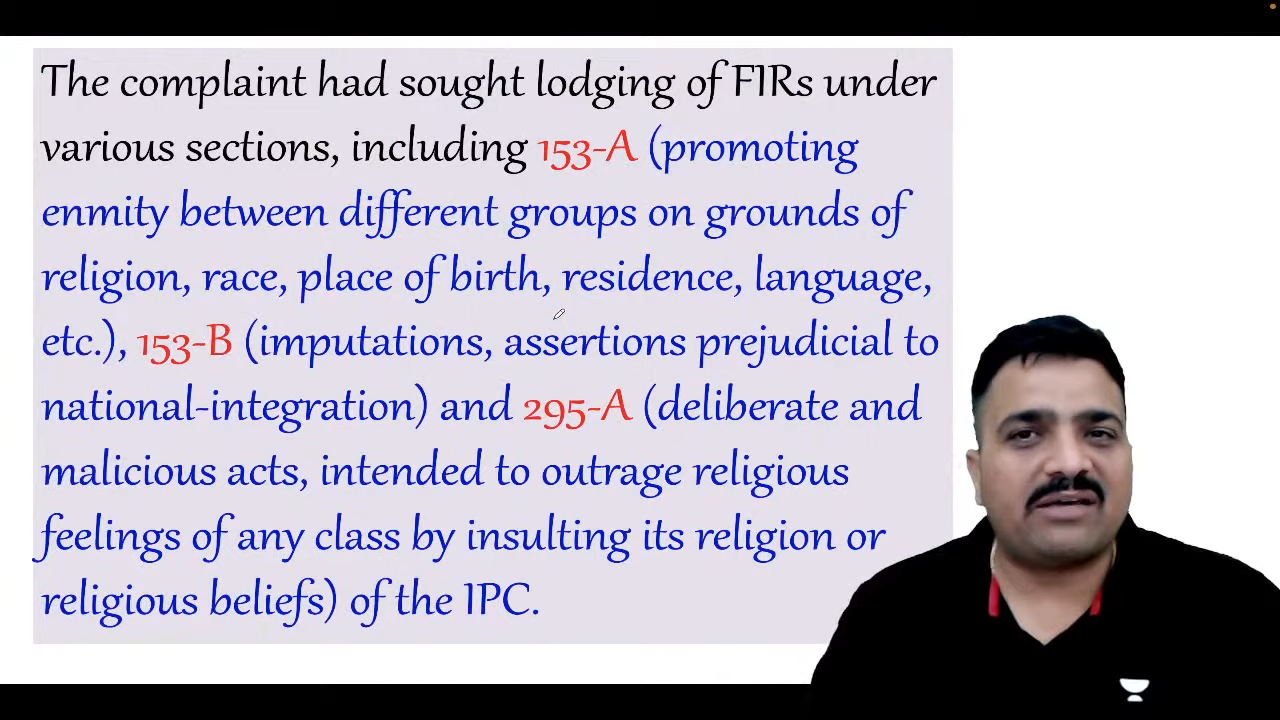 The complaint had sought lodging of FIRs under
various sections, including 153-A (promoting
enmity between different groups on grounds of
religion, race, place of birth, residence, language,
etc.), 153-B (imputations, assertions prejudicial to
national-integration) and 295-A (deliberate and
malicious acts, intended to outrage religious
feelings of any class by insulting its religion or
religious beliefs) of the IPC.